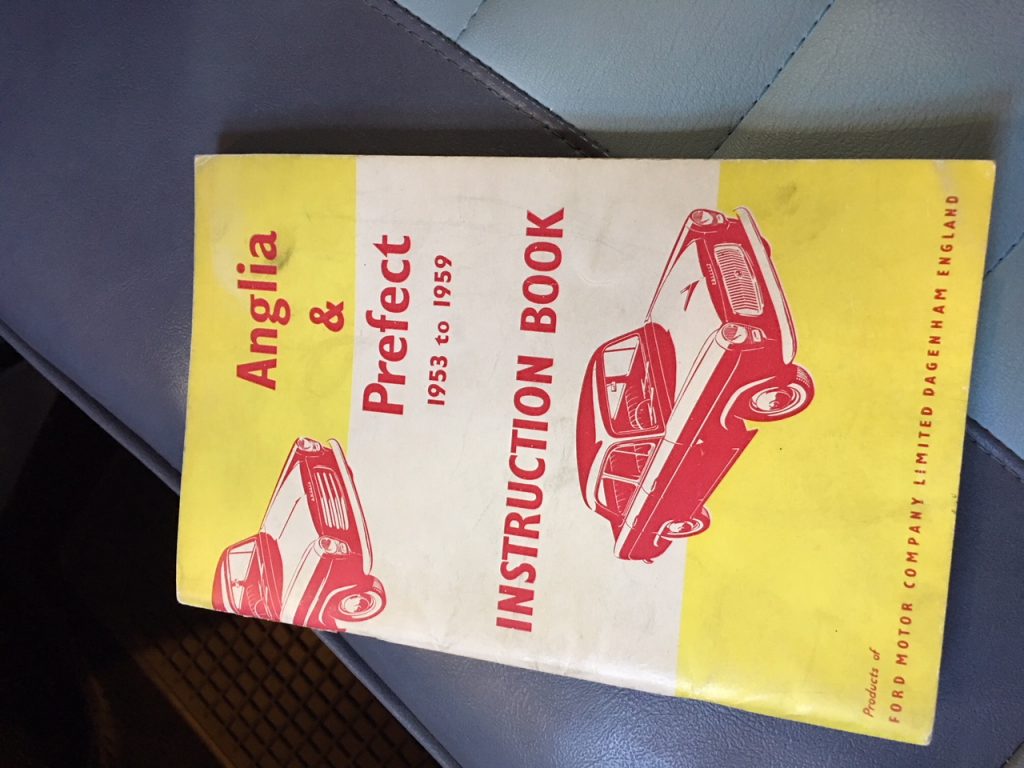 Anglia
&
Prefect
1953 to 1959
INSTRUCTION BOOK
Products of
FORD MOTOR COMPANY LIMITED DAGENHAM ENGLAND